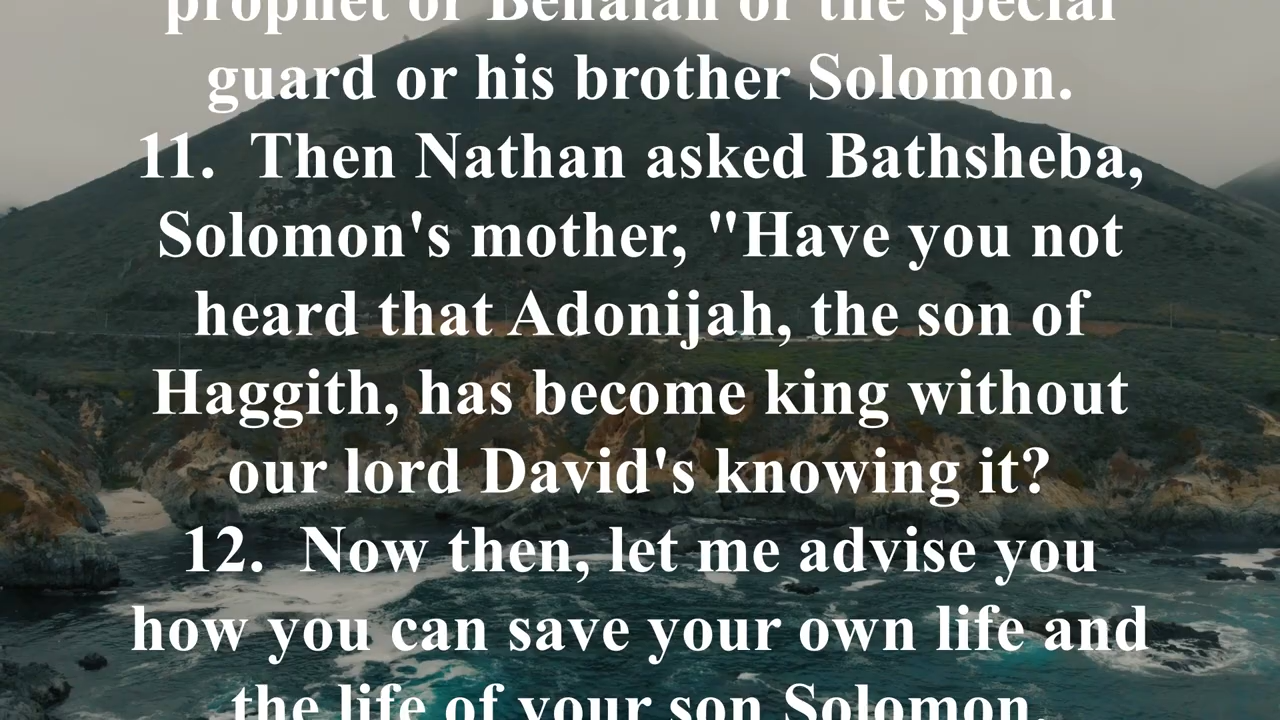 prophet or Benaiah or the special
guard or his brother Solomon.
11.  Then Nathan asked Bathsheba,
Solomon's mother, "Have you not
heard that Adonijah, the son of
Haggith, has become king without
our lord David's knowing it?
12.  Now then, let me advise you
how you can save your own life and
the life of your son Solomon.